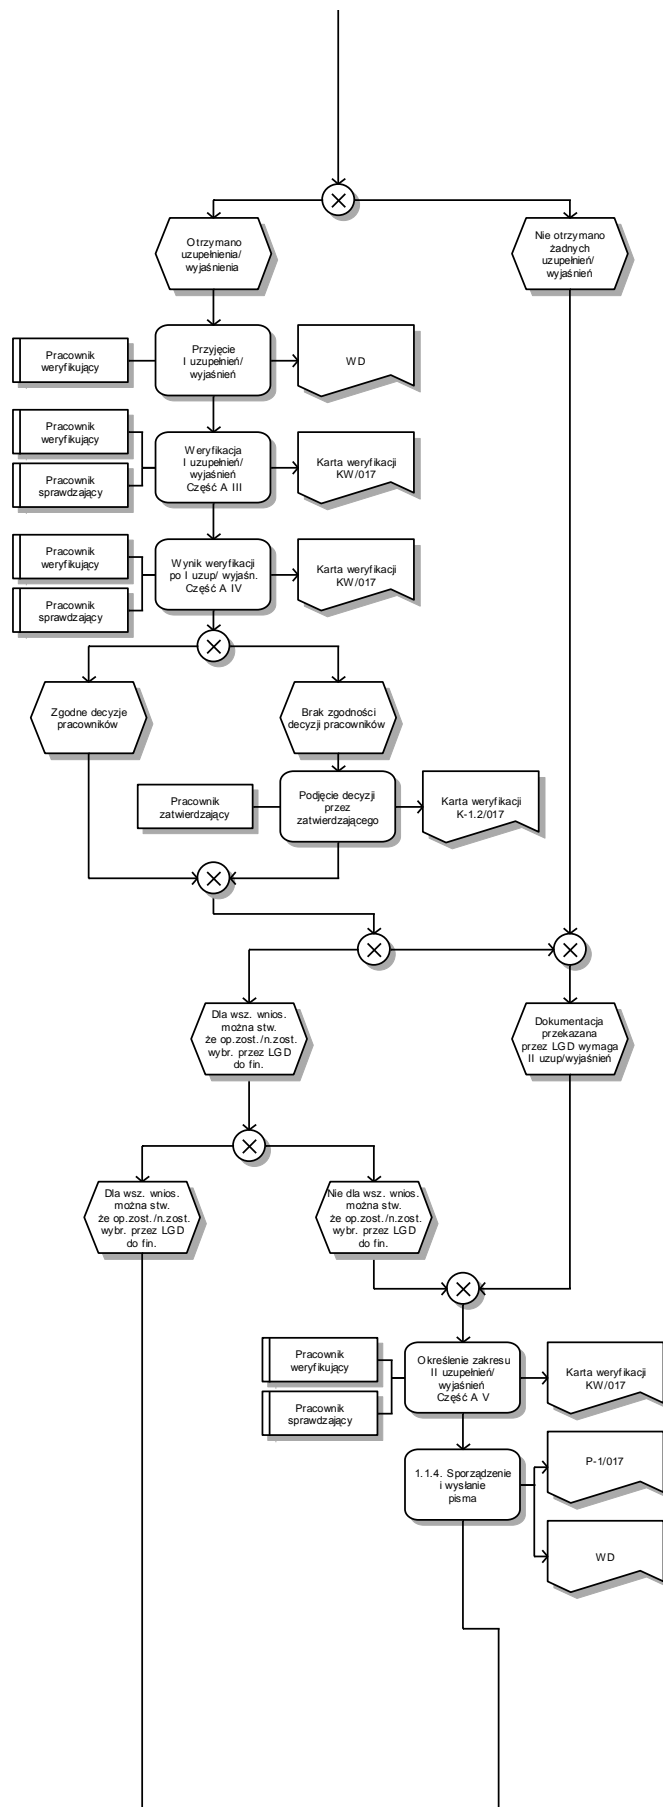 Otrzymano
uzupełnienia/
wyjaśnienia
Nie otrzymano
żadnych
uzupełnień/
wyjaśnień
Pracownik
weryfikujący
Przyjęcie
I uzupełnień/
wyjaśnień
WD
Pracownik
weryfikujący
Pracownik
sprawdzający
Weryfikacja
I uzupełnień/
wyjaśnień
Część A III
Karta weryfikacji
KW/017
Pracownik
weryfikujący
Pracownik
sprawdzający
Wynik weryfikacji
po I uzup/ wyjaśn.
Część A IV
Karta weryfikacji
KW/017
Zgodne decyzje
pracowników
Brak zgodności
decyzji pracowników
Pracownik
zatwierdzający
Podjęcie decyzji
przez
zatwierdzającego
Karta weryfikacji
K-1.2/017
Dla wsz. wnios.
można stw.
że op.zost./n.zost.
wybr. przez LGD
do fin.
Dokumentacja
przekazana
przez LGD wymaga
II uzup/wyjaśnień
Dla wsz. wnios.
można stw.
że op.zost./n.zost.
wybr. przez LGD
do fin.
Nie dla wsz. wnios.
można stw.
że op.zost./n.zost.
wybr. przez LGD
do fin.
Pracownik
weryfikujący
Pracownik
sprawdzający
Określenie zakresu
II uzupełnień/
wyjaśnień
Część A V
Karta weryfikacji
KW/017
1.1.4. Sporządzenie
i wysłanie
pisma
P-1/017
WD